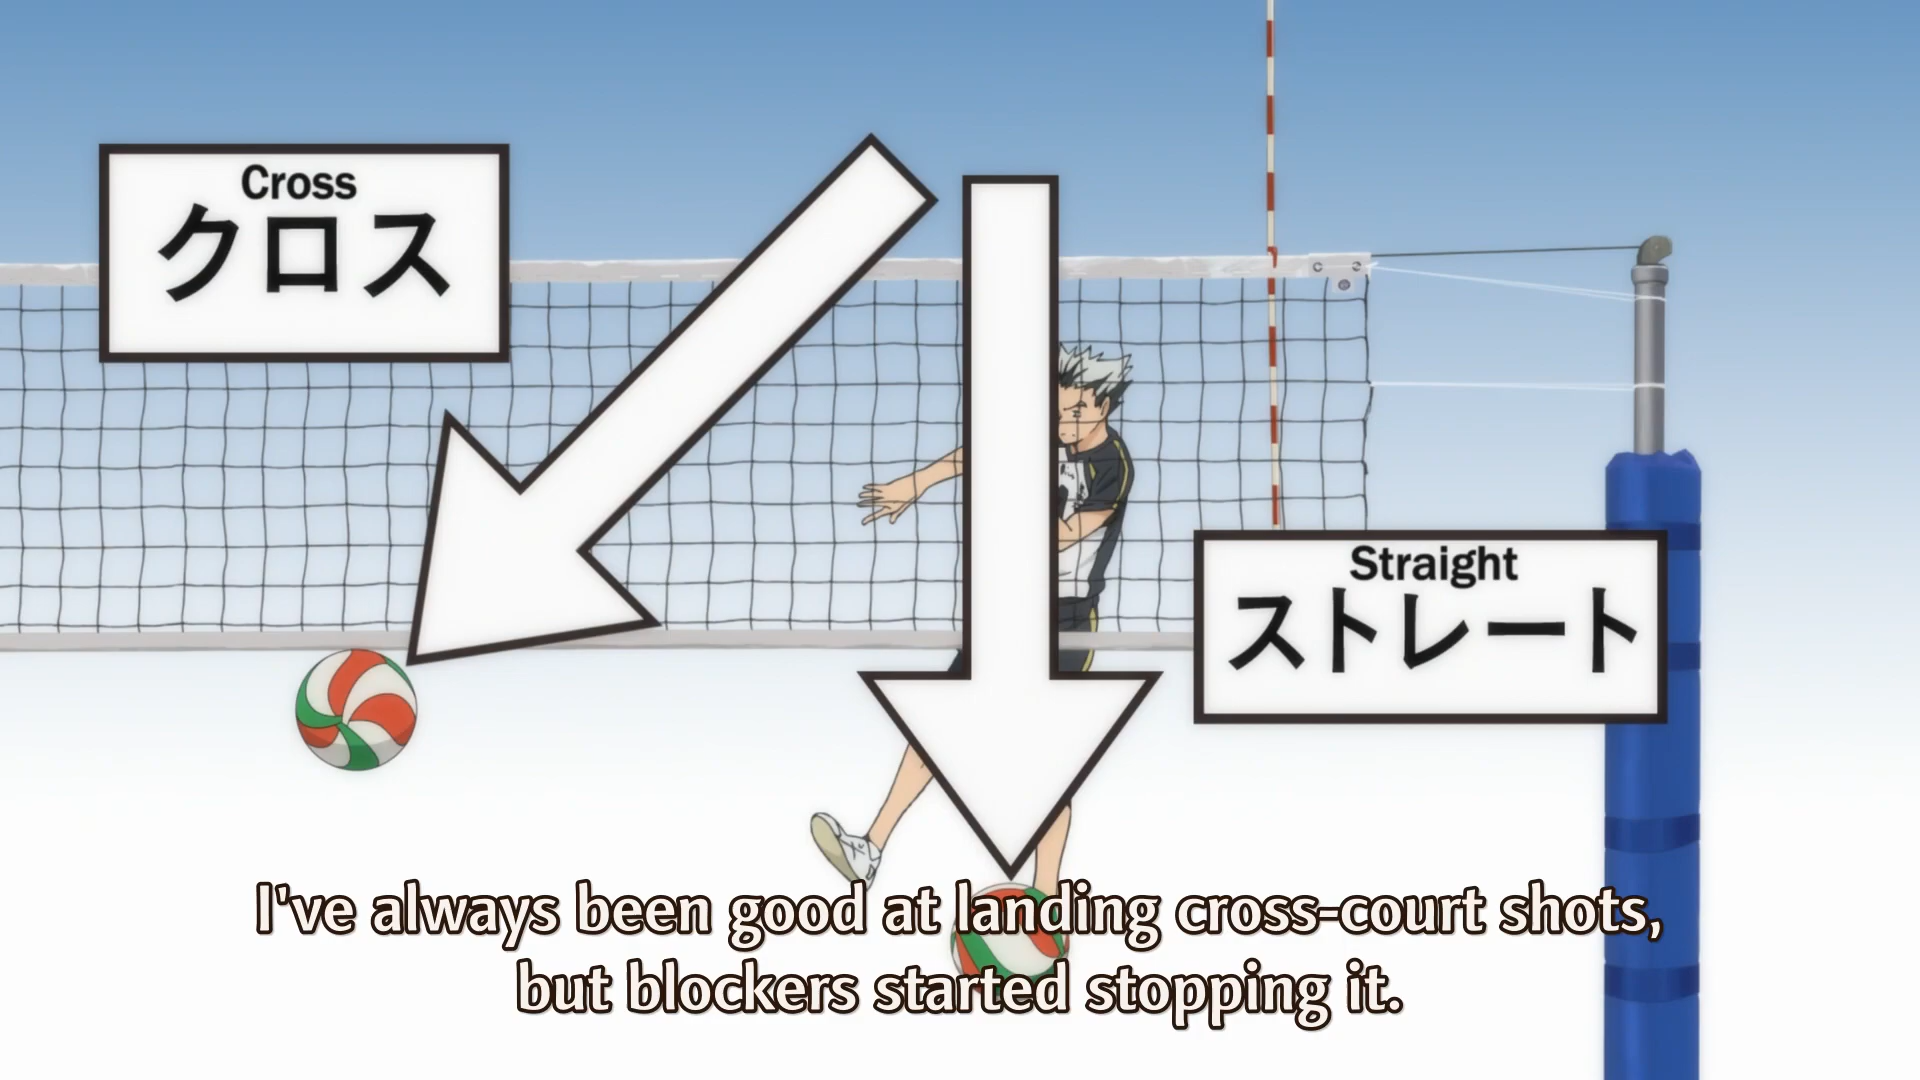 Cross
クロス
Straight
ストレート
I've always been good at landing cross-court shots,
but blockers started stopping it.